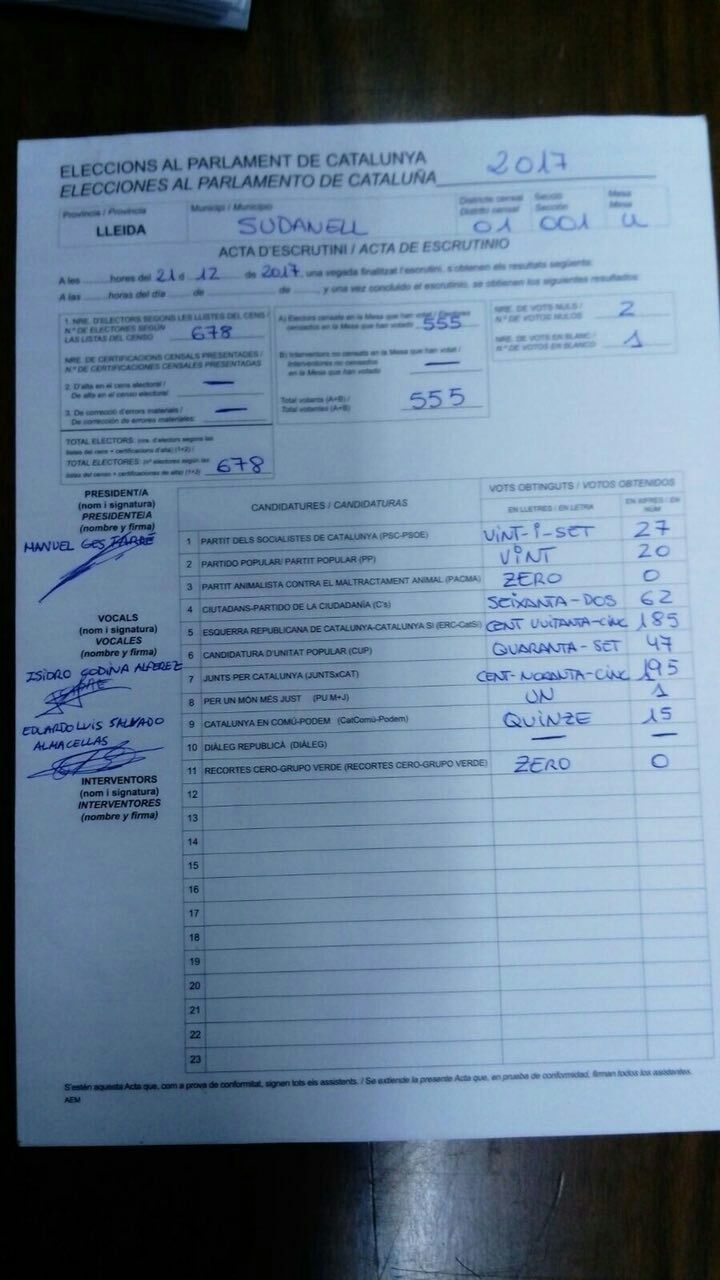 ELECCIONS AL PARLAMENT DE CATALUNYA 2017
ELECCIONES AL PARLAMENTO DE CATALUÑA
Província / Provincia Municipi / Municipio Districte censal Secció Mesa
Distrito censal Sección Mesa
LLEIDA SUDANELL 01 001 U
ACTA D'ESCRUTINI / ACTA DE ESCRUTINIO
A les hores del 21 d 12 de 2017, una vegada finalitzat l'escrutini, s'obtenen els resultats següents:
A las horas del día de de y una vez concluido el escrutinio, se obtienen los siguientes resultados:
1. NRE. D'ELECTORS SEGONS LES LLISTES DEL CENS /
N.º DE ELECTORES SEGÚN
LAS LISTAS DEL CENSO 678
NRE. DE CERTIFICACIONS CENSALS PRESENTADES /
N.º DE CERTIFICACIONES CENSALES PRESENTADAS
2. D'alta en el cens electoral / —
De alta en el censo electoral:
3. De correcció d'errors materials / —
De corrección de errores materiales:
TOTAL ELECTORS: (nre. d'electors segons les
llistes del cens + certificacions d'alta) (1+2) /
TOTAL ELECTORES: (nº electores según las
listas del censo + certificaciones de alta) (1+2) 678
A) Electors censats en la Mesa que han votat / Electores
censados en la Mesa que han votado 555
B) Interventors no censats en la Mesa que han votat /
Interventores no censados
en la Mesa que han votado —
Total votants (A+B) /
Total votantes (A+B) 555
NRE. DE VOTS NULS /
N.º DE VOTOS NULOS 2
NRE. DE VOTS EN BLANC /
N.º DE VOTOS EN BLANCO 1
PRESIDENT/A
(nom i signatura)
PRESIDENTE/A
(nombre y firma)
MANUEL GES
VOCALS
(nom i signatura)
VOCALES
(nombre y firma)
ISIDRO GODINA ALPEREZ
EDUARDO LUIS SALVADO
ALMACELLAS
INTERVENTORS
(nom i signatura)
INTERVENTORES
(nombre y firma)
CANDIDATURES / CANDIDATURAS
VOTS OBTINGUTS / VOTOS OBTENIDOS
EN LLETRES / EN LETRA EN XIFRES / EN NÚM
1 PARTIT DELS SOCIALISTES DE CATALUNYA (PSC-PSOE) VINT-I-SET 27
2 PARTIDO POPULAR/ PARTIT POPULAR (PP) VINT 20
3 PARTIT ANIMALISTA CONTRA EL MALTRACTAMENT ANIMAL (PACMA) ZERO 0
4 CIUTADANS-PARTIDO DE LA CIUDADANÍA (C's) SEIXANTA-DOS 62
5 ESQUERRA REPUBLICANA DE CATALUNYA-CATALUNYA SÍ (ERC-CatSí) CENT VUITANTA-CINC 185
6 CANDIDATURA D'UNITAT POPULAR (CUP) QUARANTA-SET 47
7 JUNTS PER CATALUNYA (JUNTSxCAT) CENT-NORANTA-CINC 195
8 PER UN MÓN MÉS JUST (PU M+J) UN 1
9 CATALUNYA EN COMÚ-PODEM (CatComú-Podem) QUINZE 15
10 DIÀLEG REPUBLICÀ (DIÀLEG) — —
11 RECORTES CERO-GRUPO VERDE (RECORTES CERO-GRUPO VERDE) ZERO 0
12
13
14
15
16
17
18
19
20
21
22
23
S'estén aquesta Acta que, com a prova de conformitat, signen tots els assistents. / Se extiende la presente Acta que, en prueba de conformidad, firman todos los asistentes.
AEM